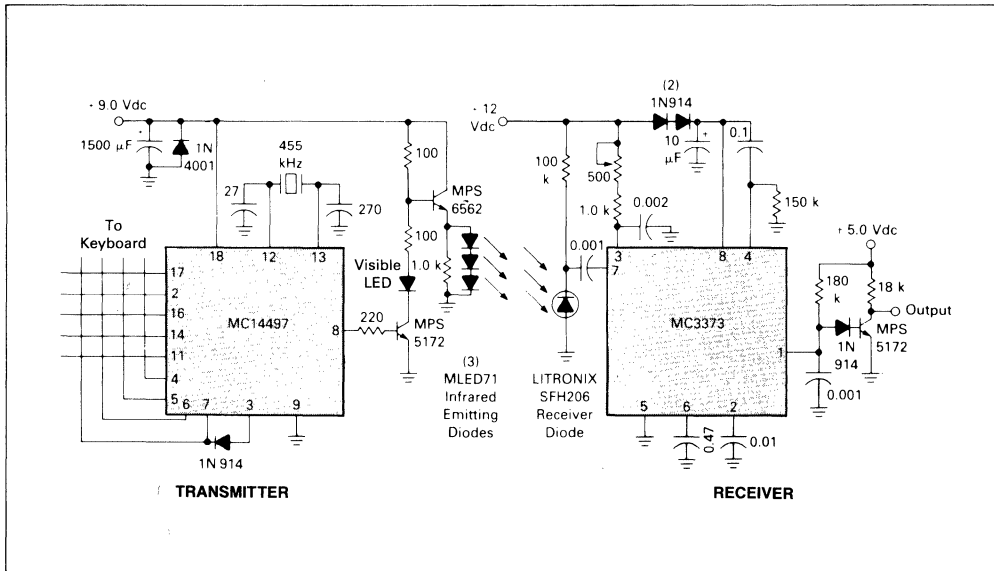 + 9.0 Vdc
1500 µF
+
1N
4001
455
kHz
27
270
100
MPS
6562
100
1.0 k
Visible
LED
To
Keyboard
18
12
13
17
2
16
14
11
4
5
6
7
3
9
8
MC14497
220
MPS
5172
1N 914
(3)
MLED71
Infrared
Emitting
Diodes
TRANSMITTER
+ 12
Vdc
(2)
1N914
100
k
500
1.0 k
0.002
10
µF
+
0.1
150 k
0.001
7
3
8
4
MC3373
1
5
6
2
0.47
0.01
LITRONIX
SFH206
Receiver
Diode
+ 5.0 Vdc
180
k
18 k
Output
1N
914
MPS
5172
0.001
RECEIVER